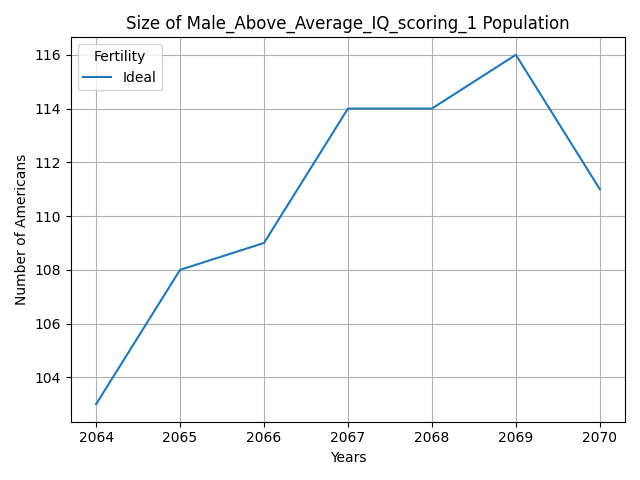 Size of Male_Above_Average_IQ_scoring_1 Population
Fertility
Ideal
Number of Americans
116
114
112
110
108
106
104
2064 2065 2066 2067 2068 2069 2070
Years